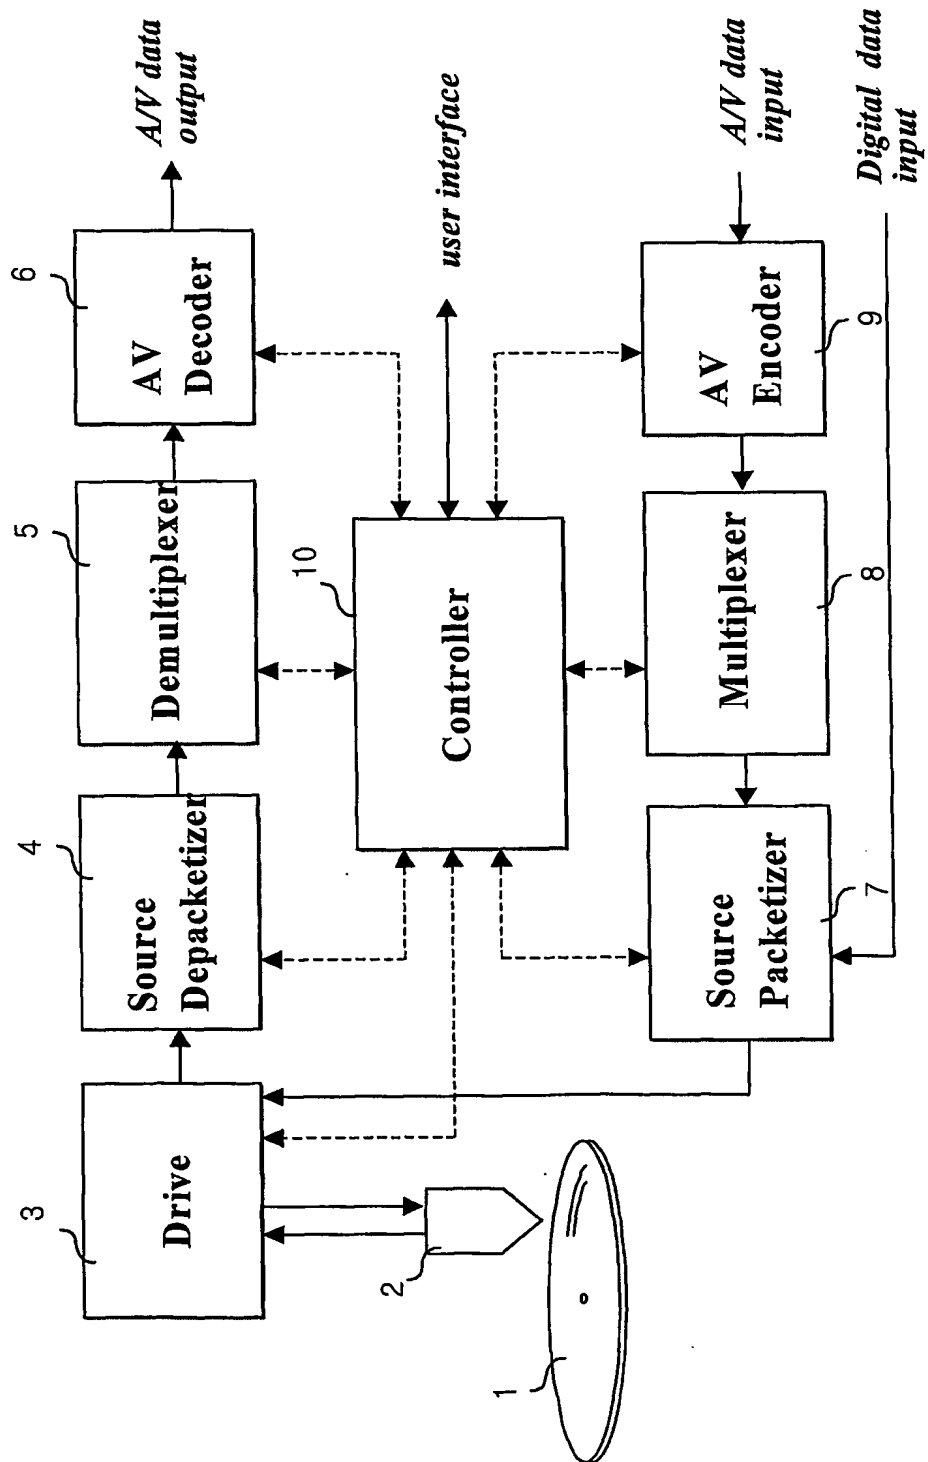 3
Drive
4
Source
Depacketizer
5
Demultiplexer
6
AV
Decoder
A/V data
output
2
10
Controller
user interface
1
Source
Packetizer
7
Multiplexer
8
AV
Encoder
9
A/V data
input
Digital data
input